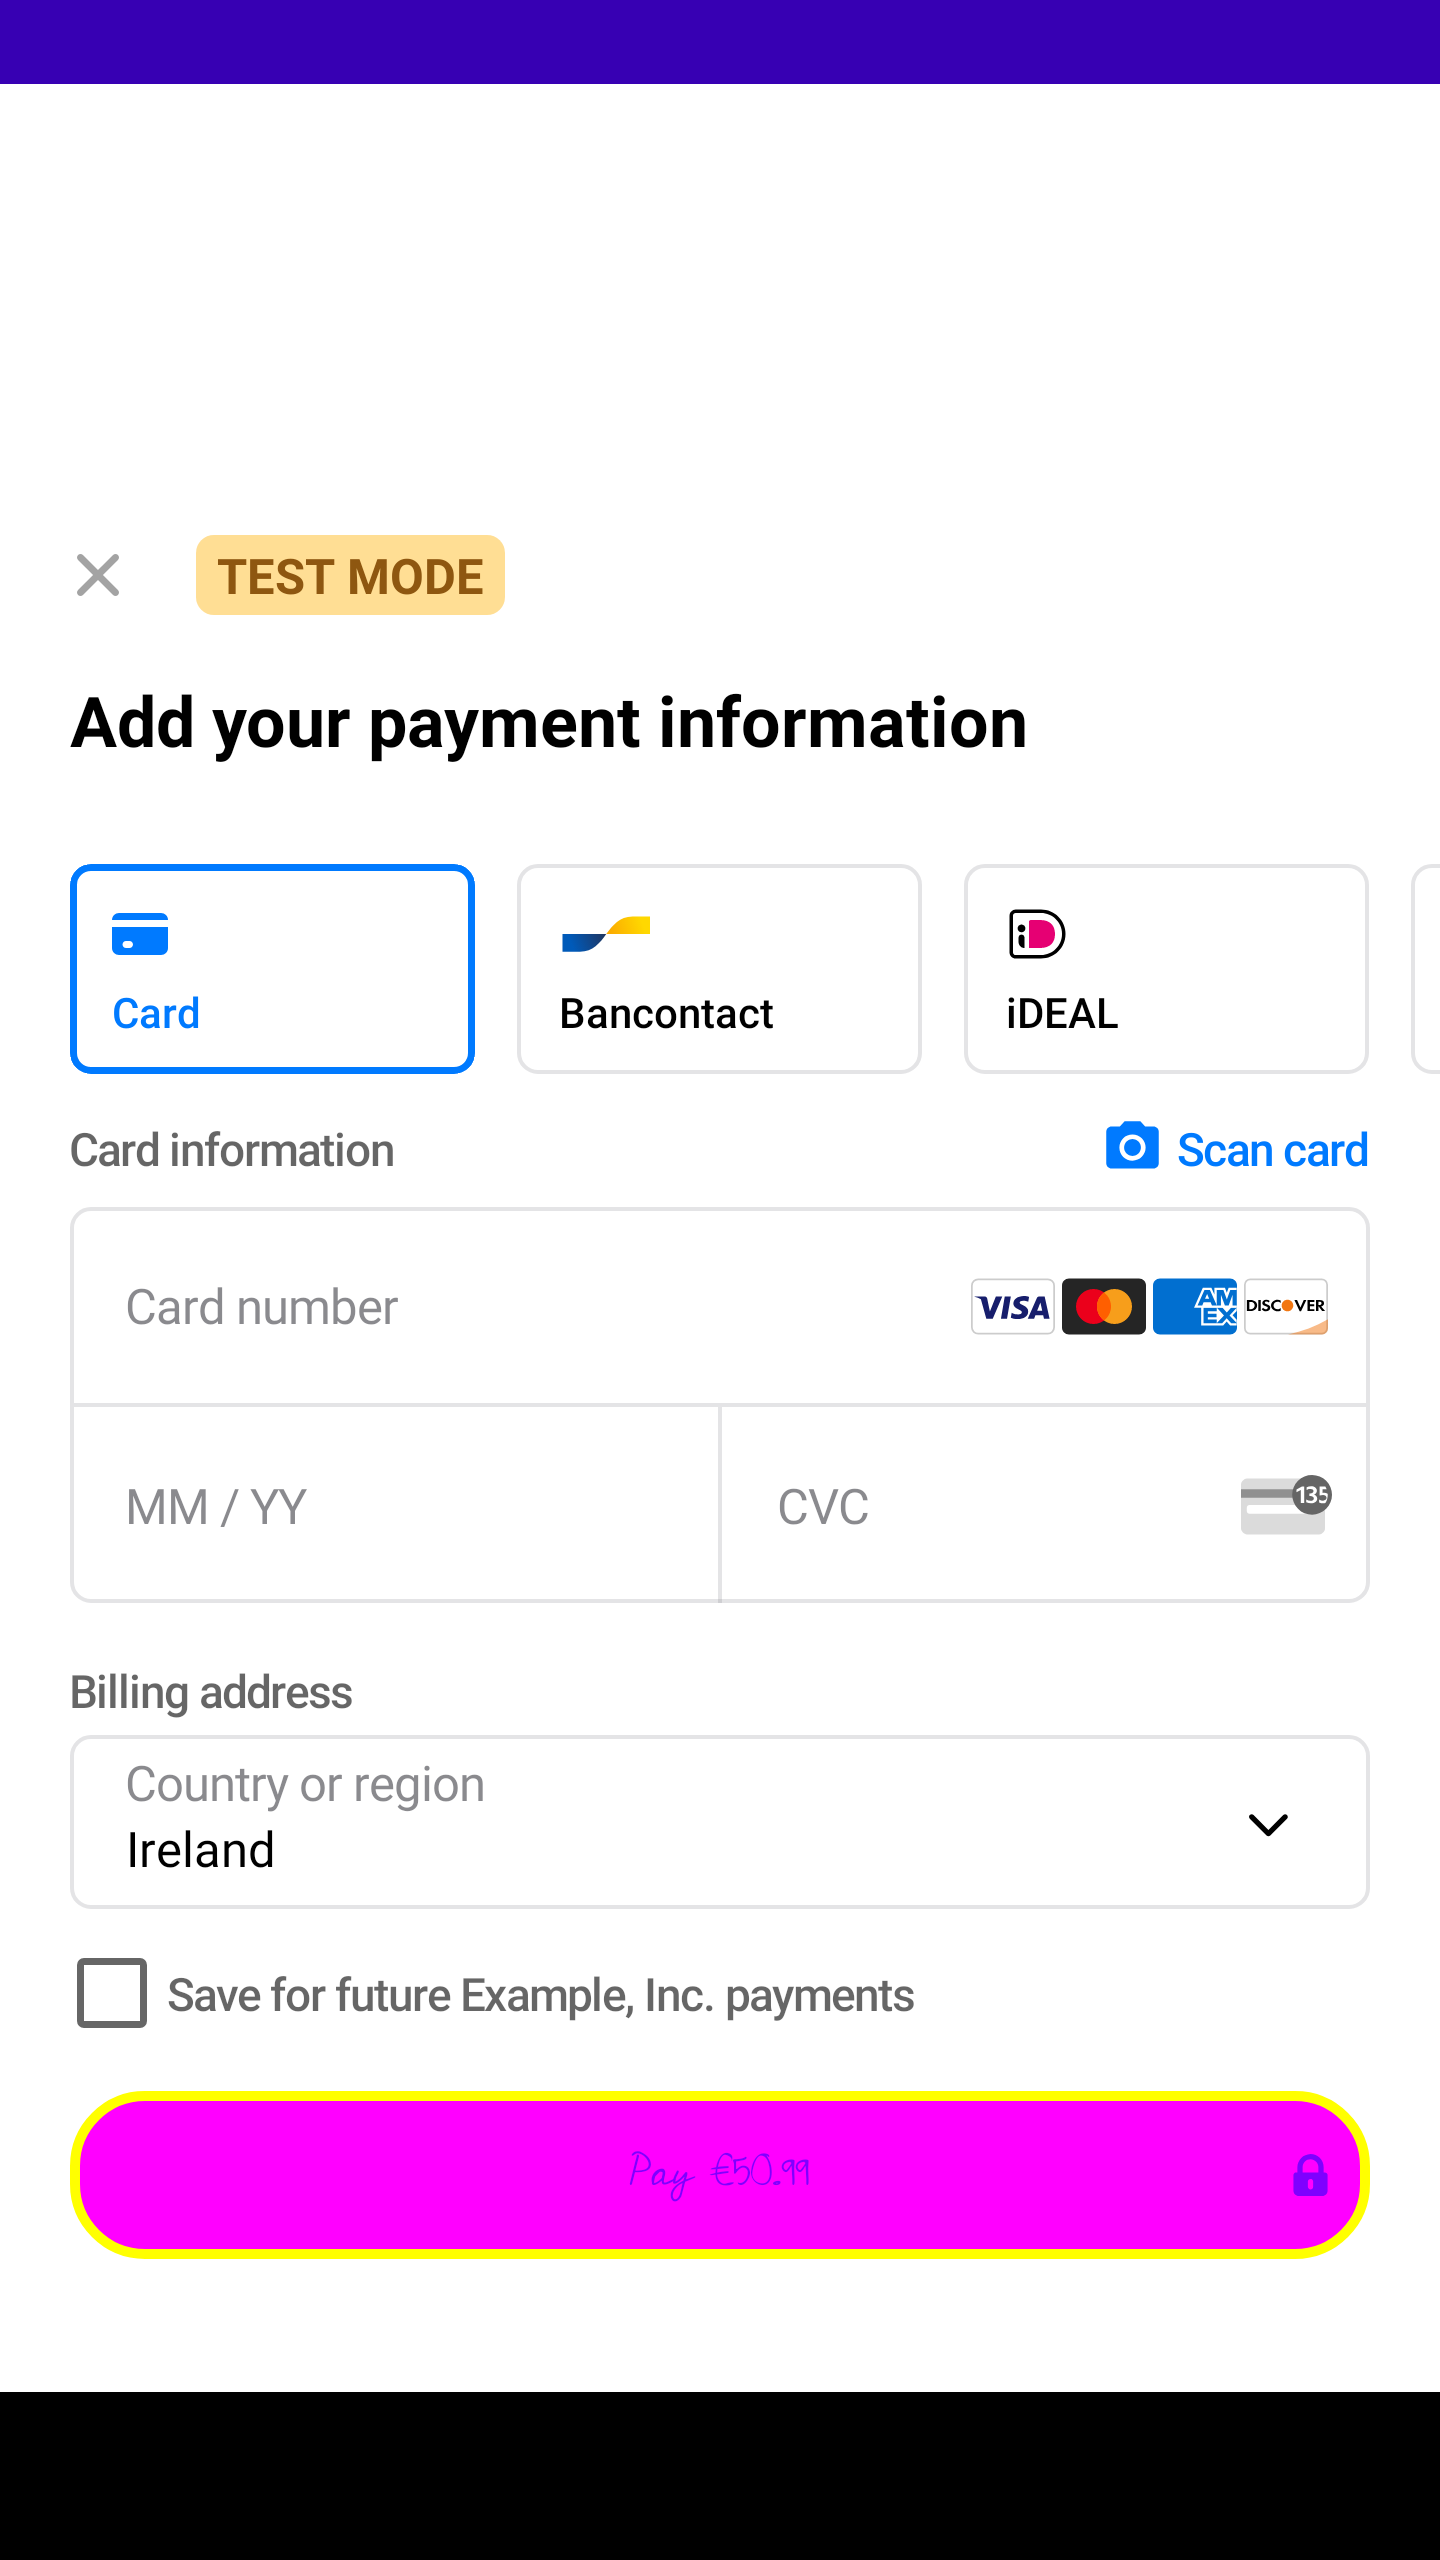 TEST MODE
Add your payment information
Card
Bancontact
iDEAL
Card information
Scan card
Card number
VISA
AM
EX
DISCOVER
MM / YY
CVC
135
Billing address
Country or region
Ireland
Save for future Example, Inc. payments
Pay €50.99